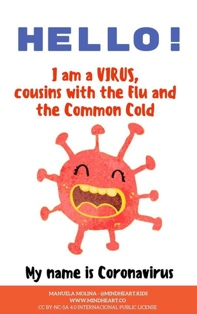 HELLO!
I am a VIRUS,
cousins with the Flu and
the Common Cold
My name is Coronavirus
MANUELA MOLINA - @MINDHEART.KIDS
WWW.MINDHEART.CO
CC BY-NC-SA 4.0 INTERNACIONAL PUBLIC LICENSE